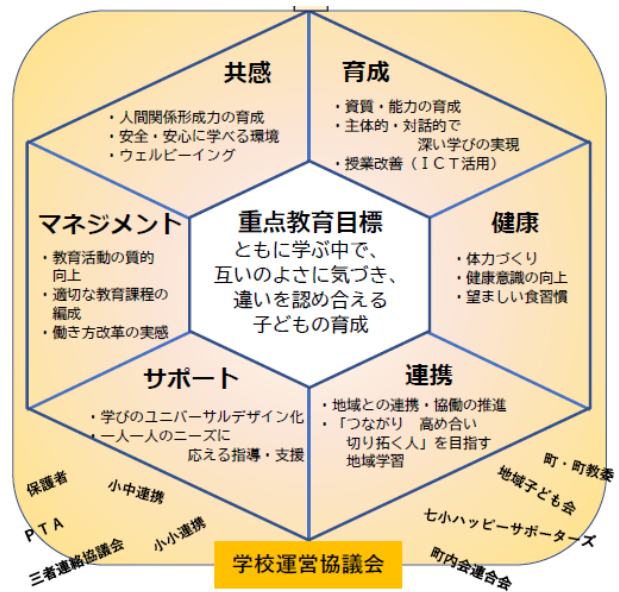 共感
・人間関係形成力の育成
・安全・安心に学べる環境
・ウェルビーイング
育成
・資質・能力の育成
・主体的・対話的で
深い学びの実現
・授業改善（ＩＣＴ活用）
マネジメント
・教育活動の質的
向上
・適切な教育課程の
編成
・働き方改革の実感
重点教育目標
ともに学ぶ中で、
互いのよさに気づき、
違いを認め合える
子どもの育成
健康
・体力づくり
・健康意識の向上
・望ましい食習慣
サポート
・学びのユニバーサルデザイン化
・一人一人のニーズに
応える指導・支援
連携
・地域との連携・協働の推進
・「つながり　高め合い
切り拓く人」を目指す
地域学習
保護者
小中連携
ＰＴＡ
小小連携
三者連絡協議会
町・町教委
地域子ども会
七小ハッピーサポーターズ
町内会連合会
学校運営協議会